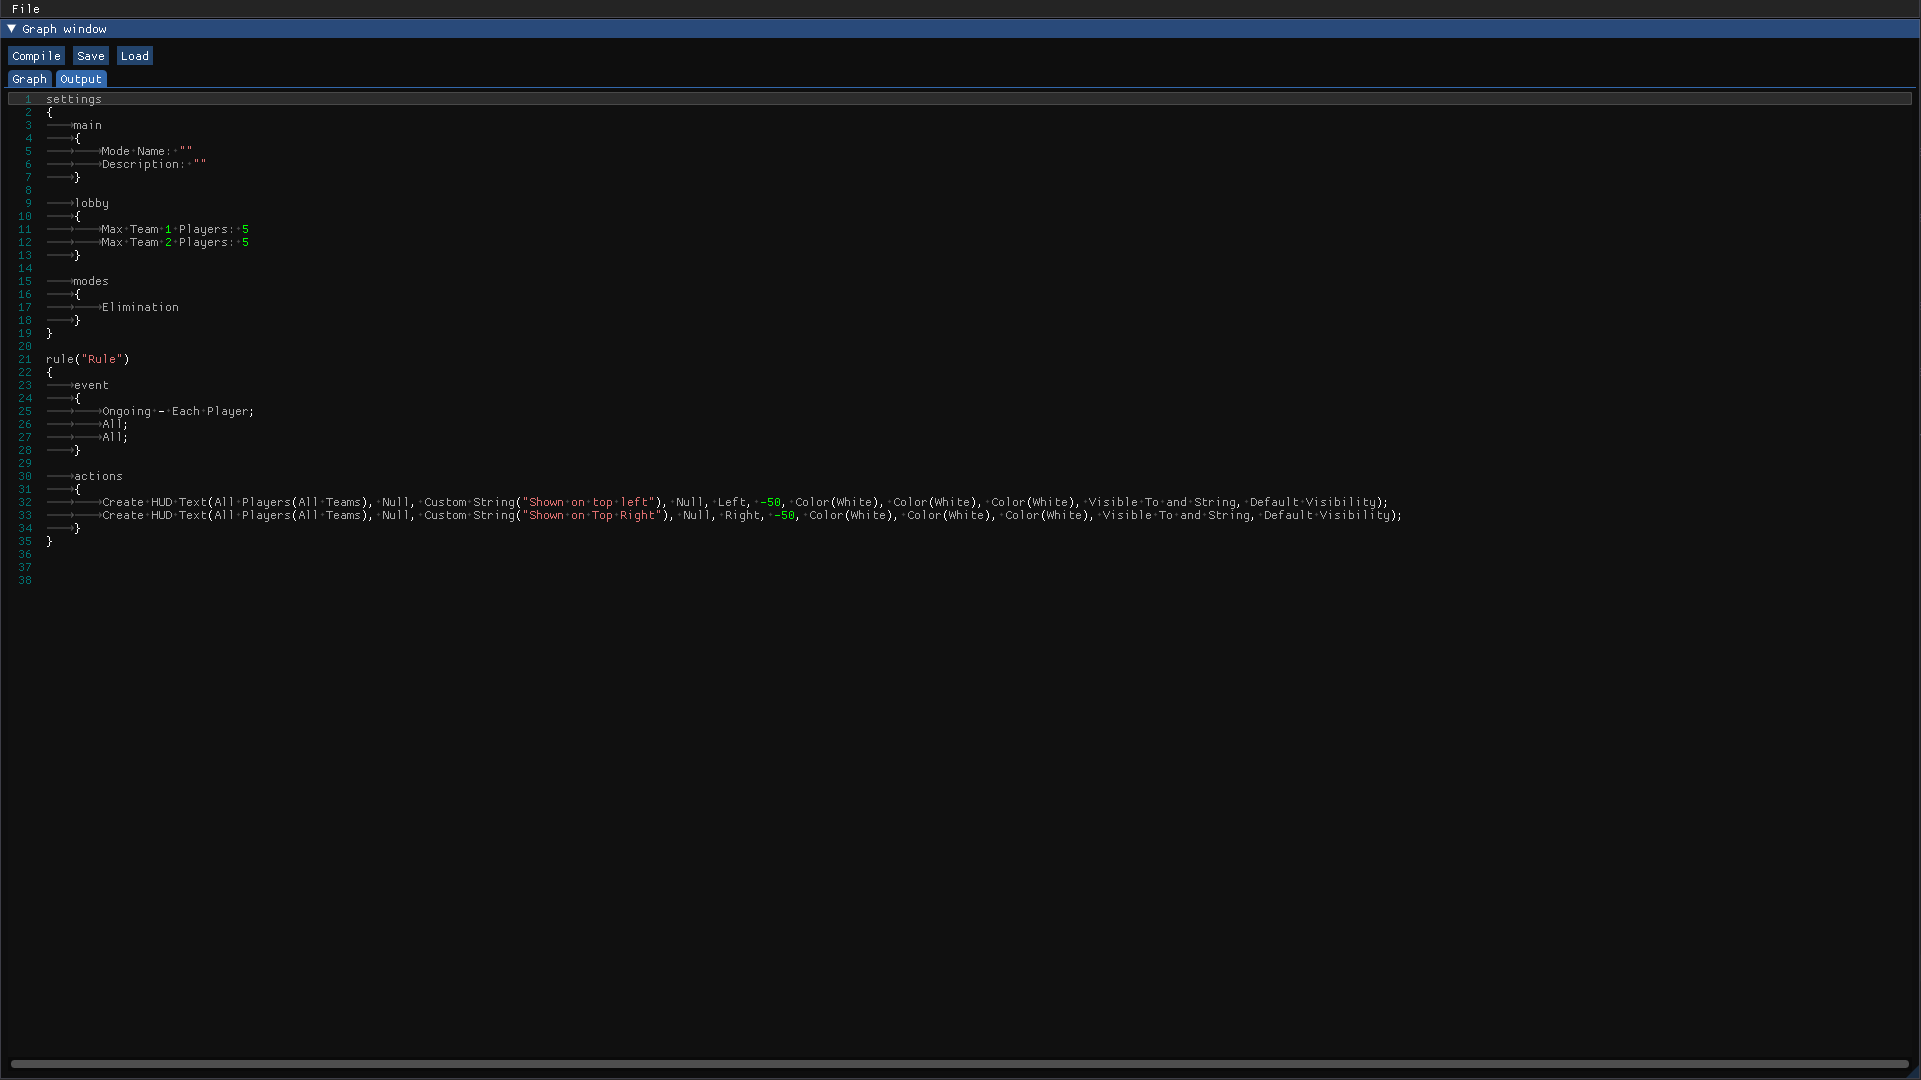 File
Graph window
Compile Save Load
Graph Output
1 settings
2 {
3 main
4 {
5 Mode Name: ""
6 Description: ""
7 }
8
9 lobby
10 {
11 Max Team 1 Players: 5
12 Max Team 2 Players: 5
13 }
14
15 modes
16 {
17 Elimination
18 }
19 }
20
21 rule("Rule")
22 {
23 event
24 {
25 Ongoing - Each Player;
26 All;
27 All;
28 }
29
30 actions
31 {
32 Create HUD Text(All Players(All Teams), Null, Custom String("Shown on top left"), Null, Left, -50, Color(White), Color(White), Color(White), Visible To and String, Default Visibility);
33 Create HUD Text(All Players(All Teams), Null, Custom String("Shown on Top Right"), Null, Right, -50, Color(White), Color(White), Color(White), Visible To and String, Default Visibility);
34 }
35 }
36
37
38